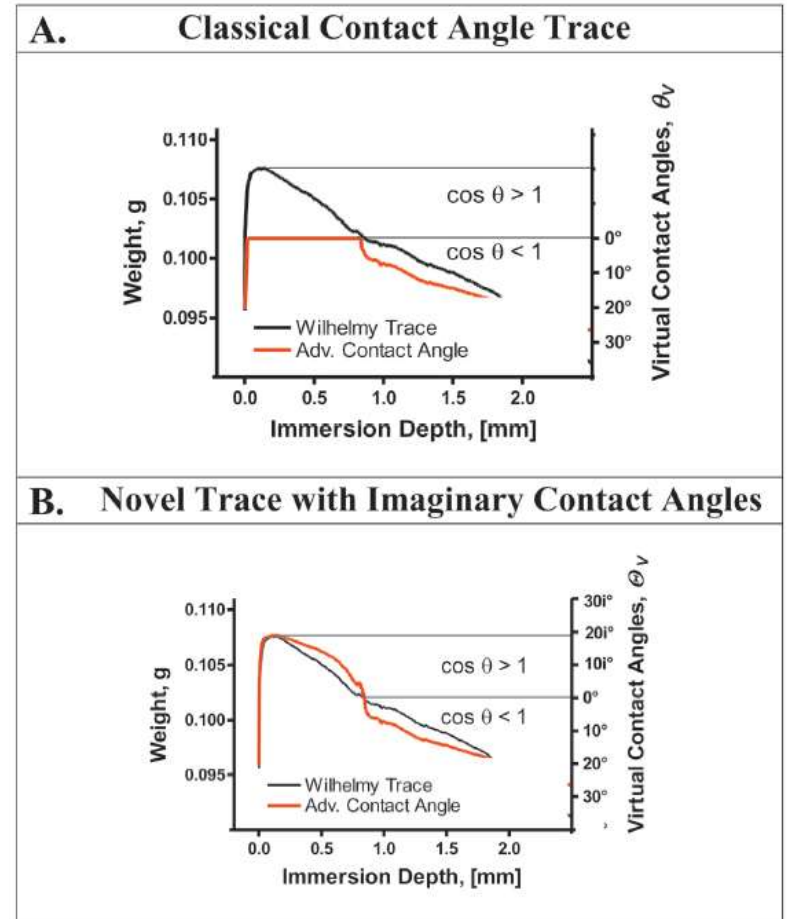 A. Classical Contact Angle Trace
Virtual Contact Angles, θV
Weight, g
0.110
0.105
0.100
0.095
cos θ > 1
cos θ < 1
0°
10°
20°
30°
Wilhelmy Trace
Adv. Contact Angle
0.0 0.5 1.0 1.5 2.0
Immersion Depth, [mm]
B. Novel Trace with Imaginary Contact Angles
Virtual Contact Angles, ΘV
Weight, g
0.110
0.105
0.100
0.095
cos θ > 1
cos θ < 1
30i°
20i°
10i°
0°
10°
20°
30°
Wilhelmy Trace
Adv. Contact Angle
0.0 0.5 1.0 1.5 2.0
Immersion Depth, [mm]